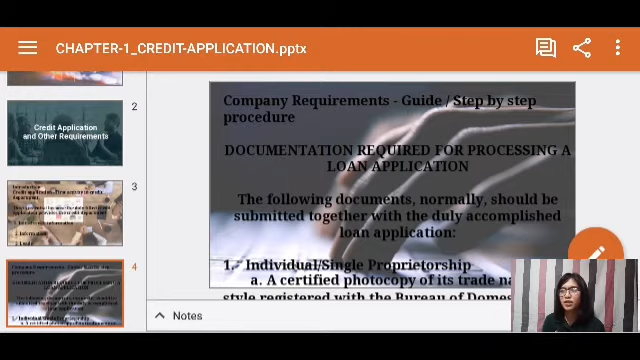 CHAPTER-1_CREDIT-APPLICATION.pptx
2
Credit Application
and Other Requirements
3
4
Company Requirements - Guide / Step by step
procedure
DOCUMENTATION REQUIRED FOR PROCESSING A
LOAN APPLICATION
The following documents, normally, should be
submitted together with the duly accomplished
loan application:
1.- Individual/Single Proprietorship
a. A certified photocopy of its trade na
style registered with the Bureau of Domes
Notes